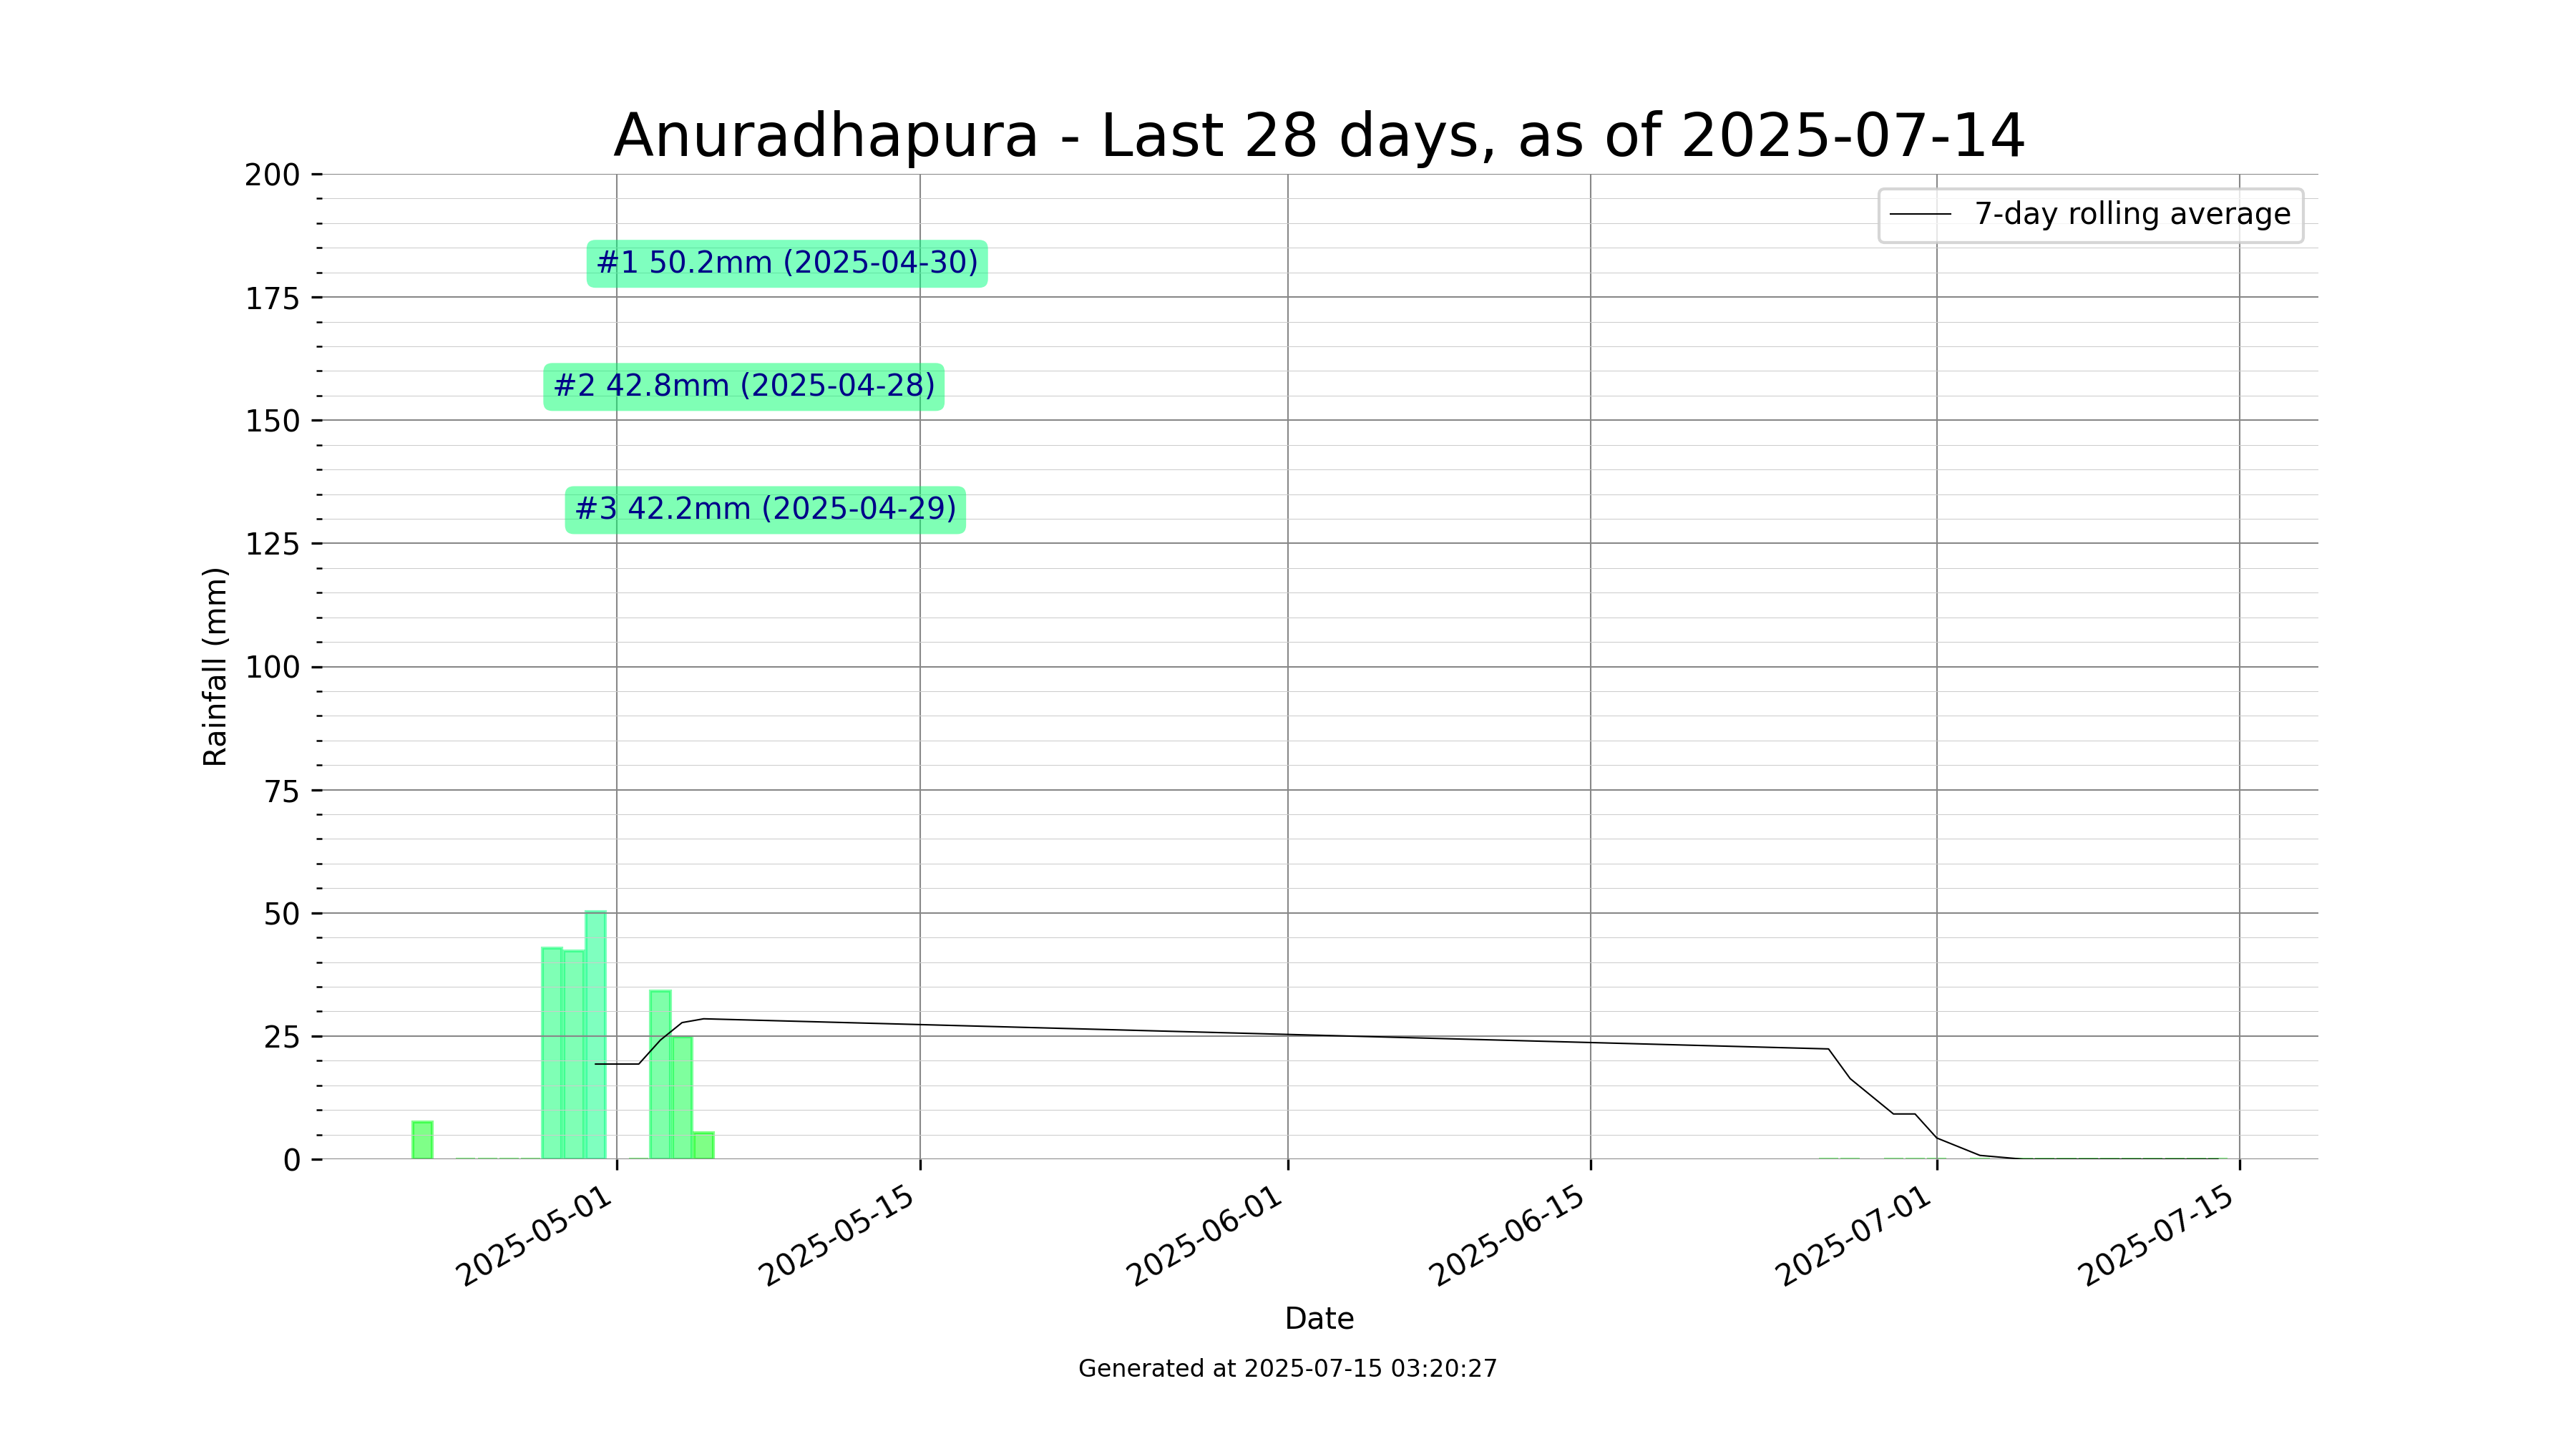 Anuradhapura - Last 28 days, as of 2025-07-14
7-day rolling average
#1 50.2mm (2025-04-30)
#2 42.8mm (2025-04-28)
#3 42.2mm (2025-04-29)
Rainfall (mm)
200
175
150
125
100
75
50
25
0
2025-05-01
2025-05-15
2025-06-01
2025-06-15
2025-07-01
2025-07-15
Date
Generated at 2025-07-15 03:20:27